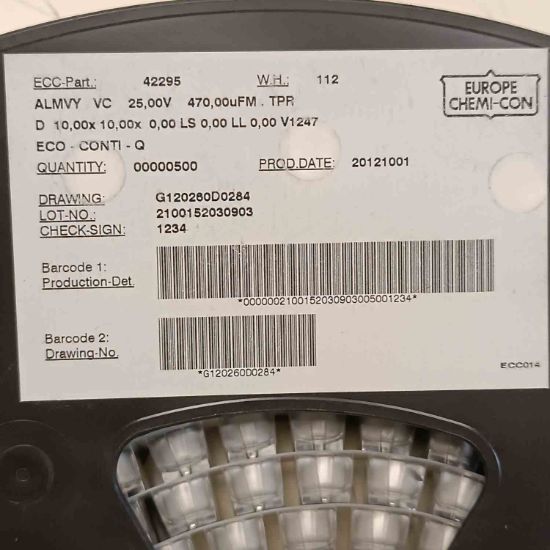 ECC-Part.: 42295 W.H.: 112
EUROPE
CHEMI-CON
ALMVY VC 25,00V 470,00uFM . TPR
D 10,00x 10,00x 0,00 LS 0,00 LL 0,00 V1247
ECO - CONTI - Q
QUANTITY: 00000500 PROD.DATE: 20121001
DRAWING: G120260D0284
LOT-NO.: 2100152030903
CHECK-SIGN: 1234
Barcode 1:
Production-Det.
*0000002100152030903005001234*
Barcode 2:
Drawing-No.
*G120260D0284*
ECC014